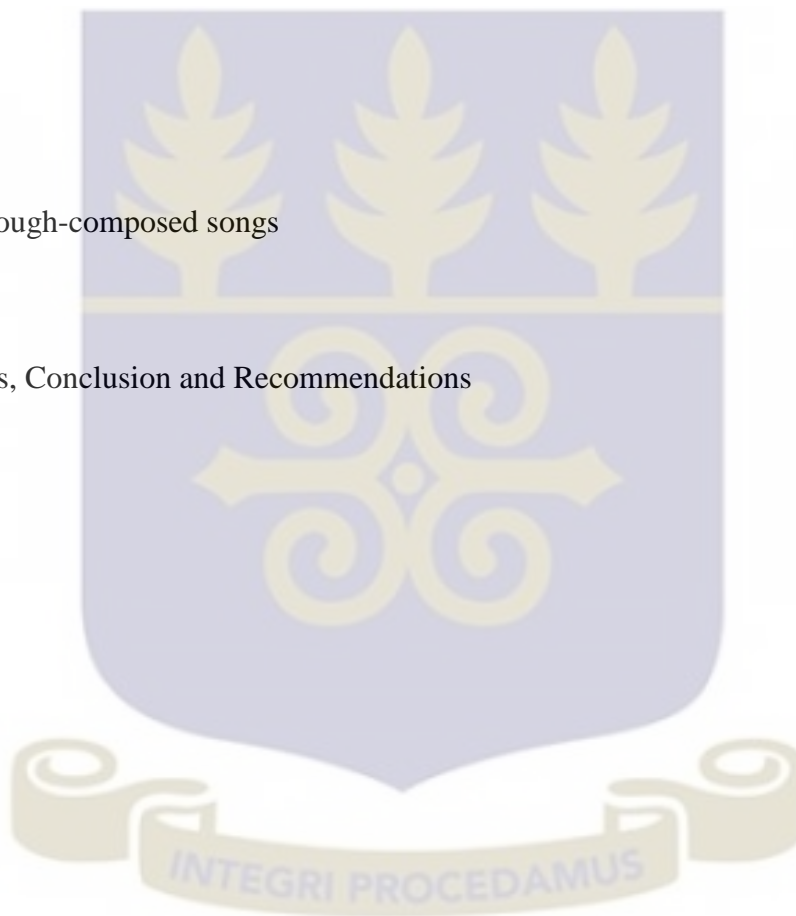 ough-composed songs
s, Conclusion and Recommendations
INTEGRI PROCEDAMUS